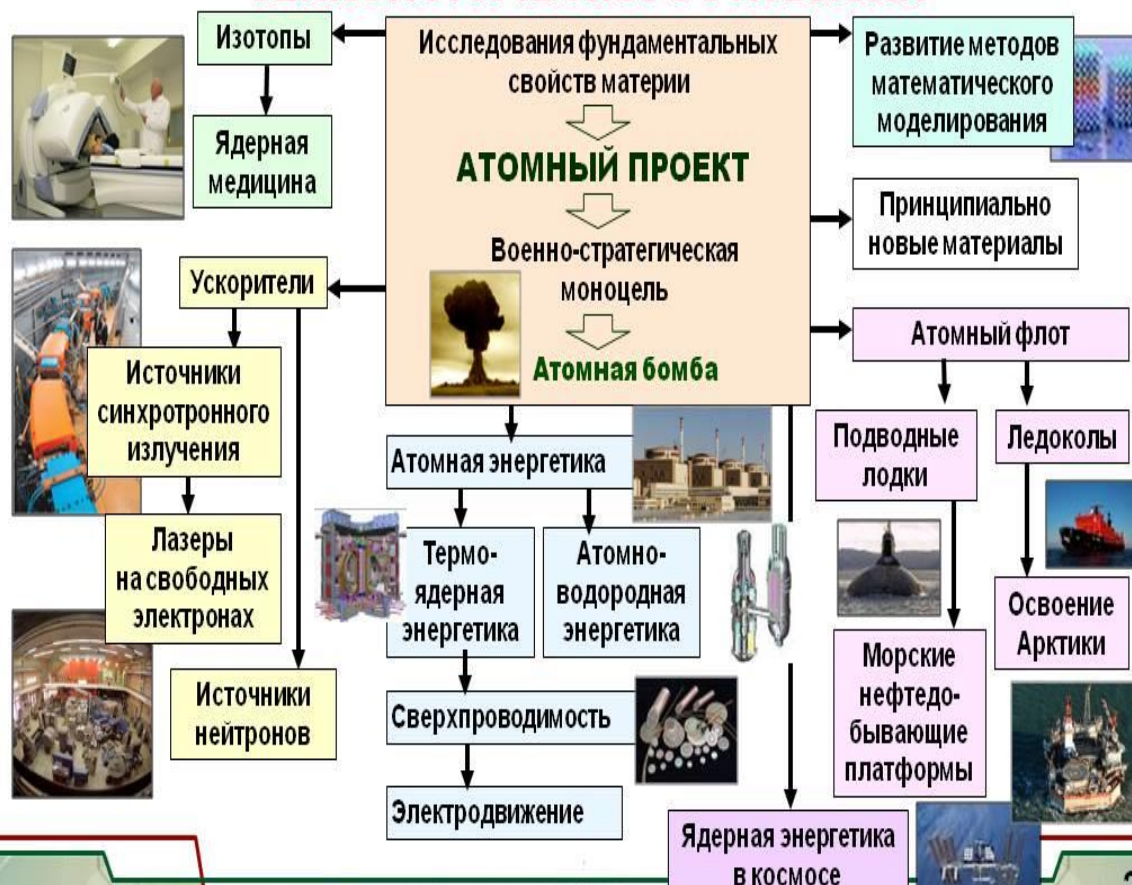 Изотопы
Ядерная
медицина
Исследования фундаментальных
свойств материи
АТОМНЫЙ ПРОЕКТ
Военно-стратегическая
моноцель
Атомная бомба
Развитие методов
математического
моделирования
Принципиально
новые материалы
Ускорители
Источники
синхротронного
излучения
Лазеры
на свободных
электронах
Источники
нейтронов
Атомная энергетика
Термо-
ядерная
энергетика
Атомно-
водородная
энергетика
Сверхпроводимость
Электродвижение
Атомный флот
Подводные
лодки
Ледоколы
Освоение
Арктики
Морские
нефтедо-
бывающие
платформы
Ядерная энергетика
в космосе